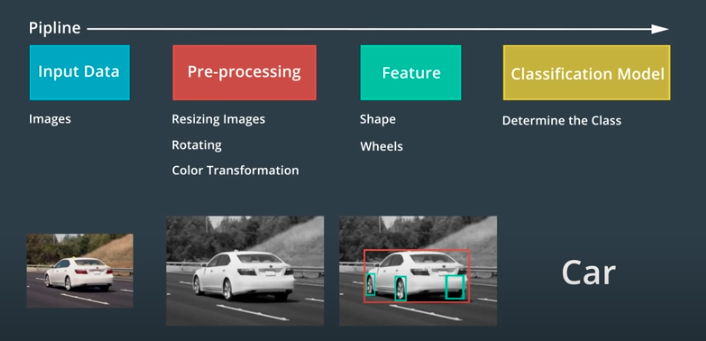 Pipline
Input Data
Pre-processing
Feature
Classification Model
Images
Resizing Images
Rotating
Color Transformation
Shape
Wheels
Determine the Class
Car